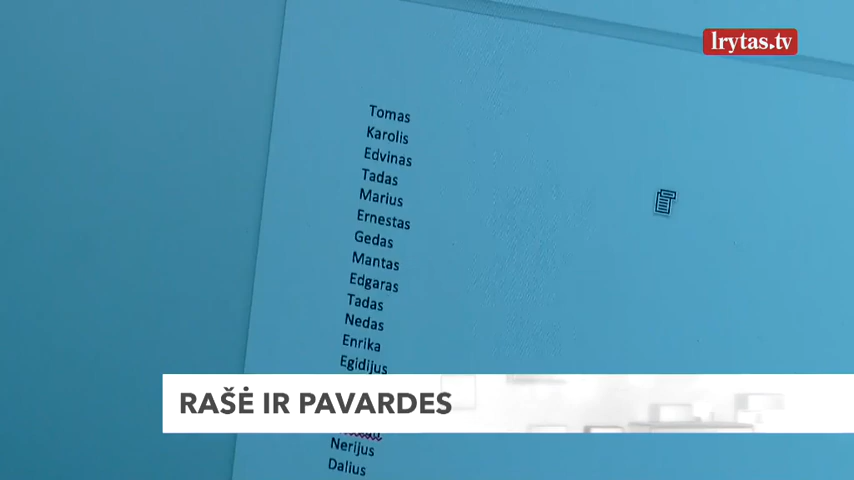 lrytas.tv
Tomas
Karolis
Edvinas
Tadas
Marius
Ernestas
Gedas
Mantas
Edgaras
Tadas
Nedas
Enrika
Egidijus
RAŠĖ IR PAVARDES
Nerijus
Dalius